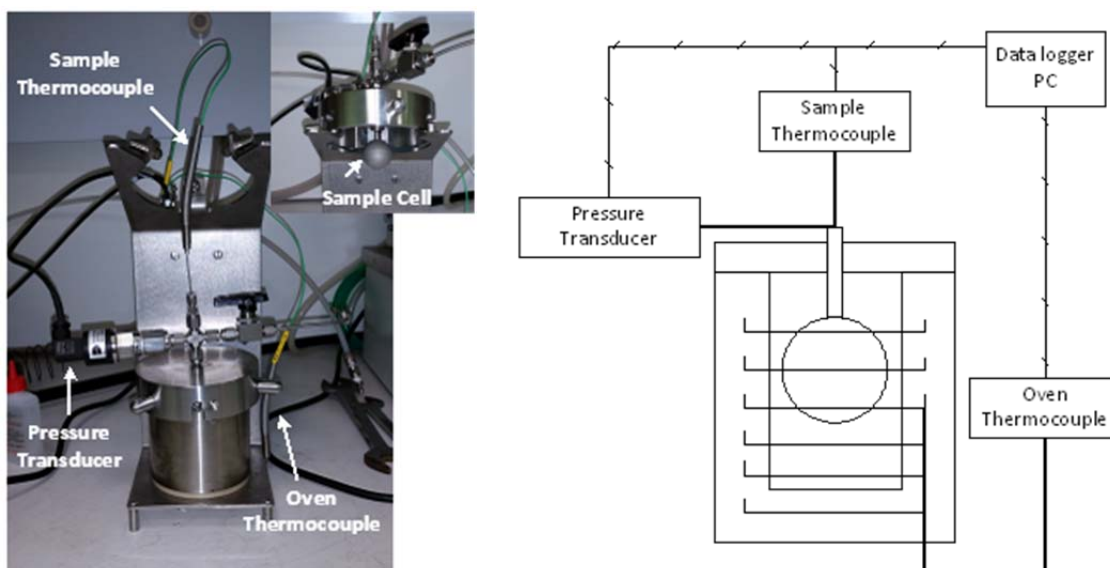 Sample
Thermocouple
Sample Cell
Pressure
Transducer
Oven
Thermocouple
Data logger
PC
Sample
Thermocouple
Pressure
Transducer
Oven
Thermocouple